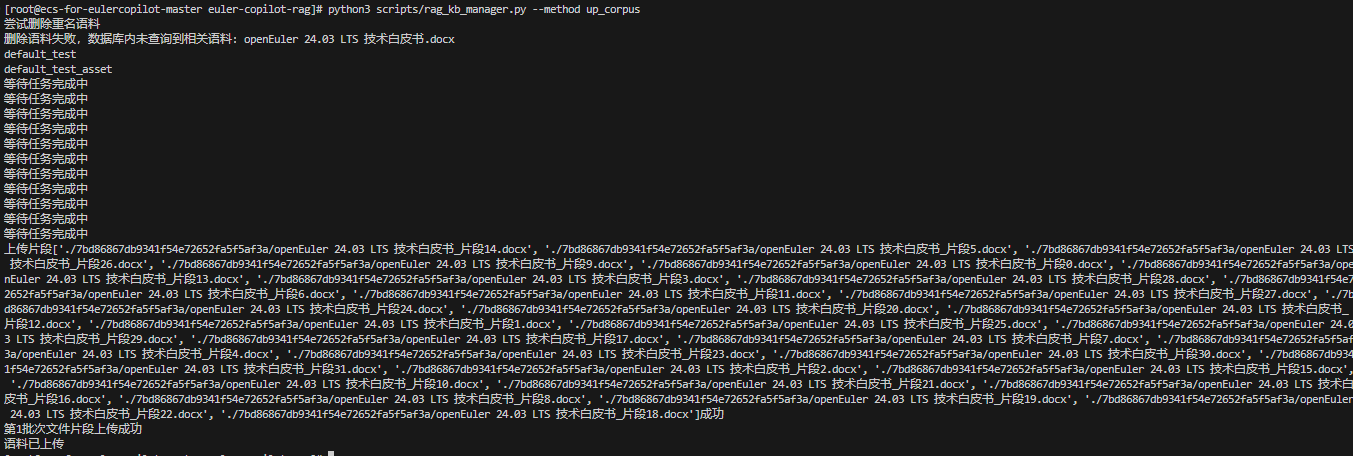 [root@ecs-for-eulercopilot-master euler-copilot-rag]# python3 scripts/rag_kb_manager.py --method up_corpus
尝试删除重名语料
删除语料失败，数据库内未查询到相关语料: openEuler 24.03 LTS 技术白皮书.docx
default_test
default_test_asset
等待任务完成中
等待任务完成中
等待任务完成中
等待任务完成中
等待任务完成中
等待任务完成中
等待任务完成中
等待任务完成中
等待任务完成中
等待任务完成中
等待任务完成中
上传片段['./7bd86867db9341f54e72652fa5f5af3a/openEuler 24.03 LTS 技术白皮书_片段14.docx', './7bd86867db9341f54e72652fa5f5af3a/openEuler 24.03 LTS 技术白皮书_片段5.docx', './7bd86867db9341f54e72652fa5f5af3a/openEuler 24.03 LTS
技术白皮书_片段26.docx', './7bd86867db9341f54e72652fa5f5af3a/openEuler 24.03 LTS 技术白皮书_片段9.docx', './7bd86867db9341f54e72652fa5f5af3a/openEuler 24.03 LTS 技术白皮书_片段0.docx', './7bd86867db9341f54e72652fa5f5af3a/ope
nEuler 24.03 LTS 技术白皮书_片段13.docx', './7bd86867db9341f54e72652fa5f5af3a/openEuler 24.03 LTS 技术白皮书_片段3.docx', './7bd86867db9341f54e72652fa5f5af3a/openEuler 24.03 LTS 技术白皮书_片段28.docx', './7bd86867db9341f54e7
2652fa5f5af3a/openEuler 24.03 LTS 技术白皮书_片段6.docx', './7bd86867db9341f54e72652fa5f5af3a/openEuler 24.03 LTS 技术白皮书_片段11.docx', './7bd86867db9341f54e72652fa5f5af3a/openEuler 24.03 LTS 技术白皮书_片段27.docx', './7b
d86867db9341f54e72652fa5f5af3a/openEuler 24.03 LTS 技术白皮书_片段24.docx', './7bd86867db9341f54e72652fa5f5af3a/openEuler 24.03 LTS 技术白皮书_片段20.docx', './7bd86867db9341f54e72652fa5f5af3a/openEuler 24.03 LTS 技术白皮书_
片段12.docx', './7bd86867db9341f54e72652fa5f5af3a/openEuler 24.03 LTS 技术白皮书_片段1.docx', './7bd86867db9341f54e72652fa5f5af3a/openEuler 24.03 LTS 技术白皮书_片段25.docx', './7bd86867db9341f54e72652fa5f5af3a/openEuler 24.0
3 LTS 技术白皮书_片段29.docx', './7bd86867db9341f54e72652fa5f5af3a/openEuler 24.03 LTS 技术白皮书_片段17.docx', './7bd86867db9341f54e72652fa5f5af3a/openEuler 24.03 LTS 技术白皮书_片段7.docx', './7bd86867db9341f54e72652fa5f5af
3a/openEuler 24.03 LTS 技术白皮书_片段4.docx', './7bd86867db9341f54e72652fa5f5af3a/openEuler 24.03 LTS 技术白皮书_片段23.docx', './7bd86867db9341f54e72652fa5f5af3a/openEuler 24.03 LTS 技术白皮书_片段30.docx', './7bd86867db934
1f54e72652fa5f5af3a/openEuler 24.03 LTS 技术白皮书_片段31.docx', './7bd86867db9341f54e72652fa5f5af3a/openEuler 24.03 LTS 技术白皮书_片段2.docx', './7bd86867db9341f54e72652fa5f5af3a/openEuler 24.03 LTS 技术白皮书_片段15.docx',
'./7bd86867db9341f54e72652fa5f5af3a/openEuler 24.03 LTS 技术白皮书_片段10.docx', './7bd86867db9341f54e72652fa5f5af3a/openEuler 24.03 LTS 技术白皮书_片段21.docx', './7bd86867db9341f54e72652fa5f5af3a/openEuler 24.03 LTS 技术白
皮书_片段16.docx', './7bd86867db9341f54e72652fa5f5af3a/openEuler 24.03 LTS 技术白皮书_片段8.docx', './7bd86867db9341f54e72652fa5f5af3a/openEuler 24.03 LTS 技术白皮书_片段19.docx', './7bd86867db9341f54e72652fa5f5af3a/openEuler
24.03 LTS 技术白皮书_片段22.docx', './7bd86867db9341f54e72652fa5f5af3a/openEuler 24.03 LTS 技术白皮书_片段18.docx']成功
第1批次文件片段上传成功
语料已上传